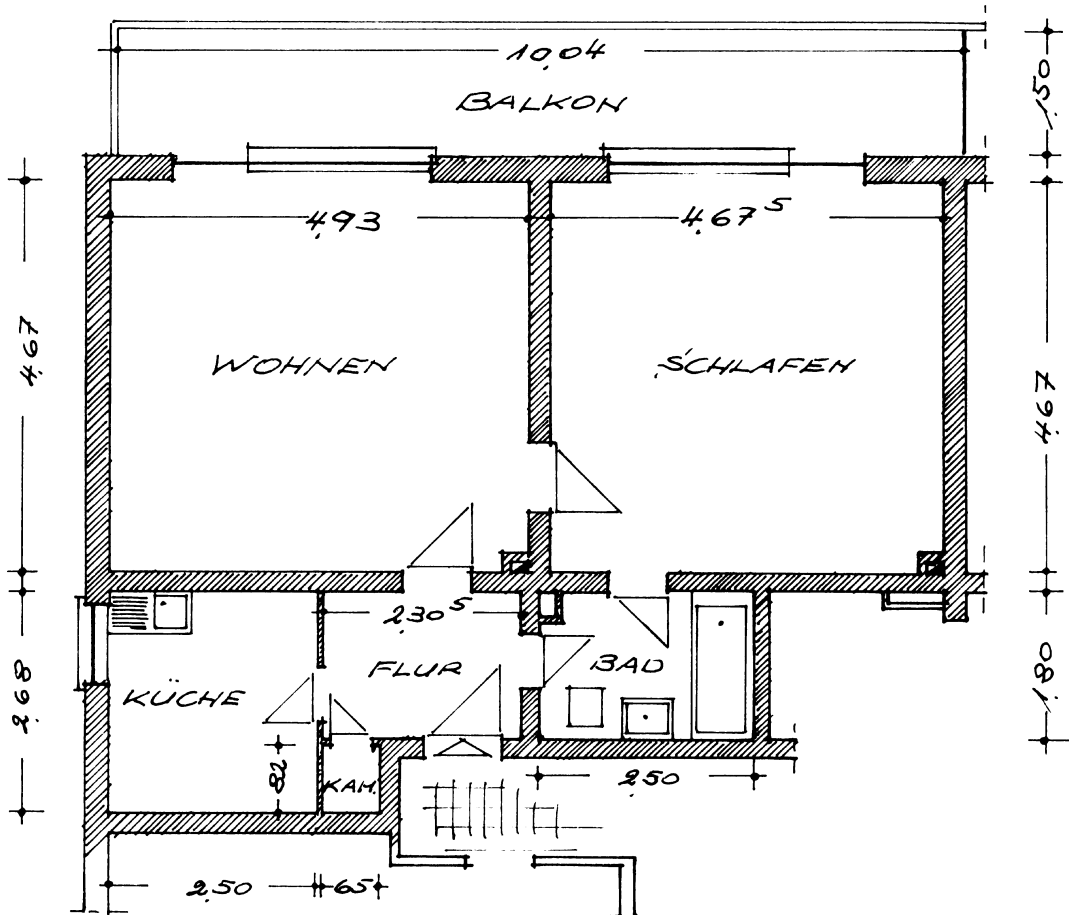 10,04
BALKON
1,50
4,93
4,67⁵
4,67
WOHNEN
SCHLAFEN
4,67
2,30⁵
FLUR
BAD
KÜCHE
2,68
1,80
82
KAM.
2,50
2,50
65